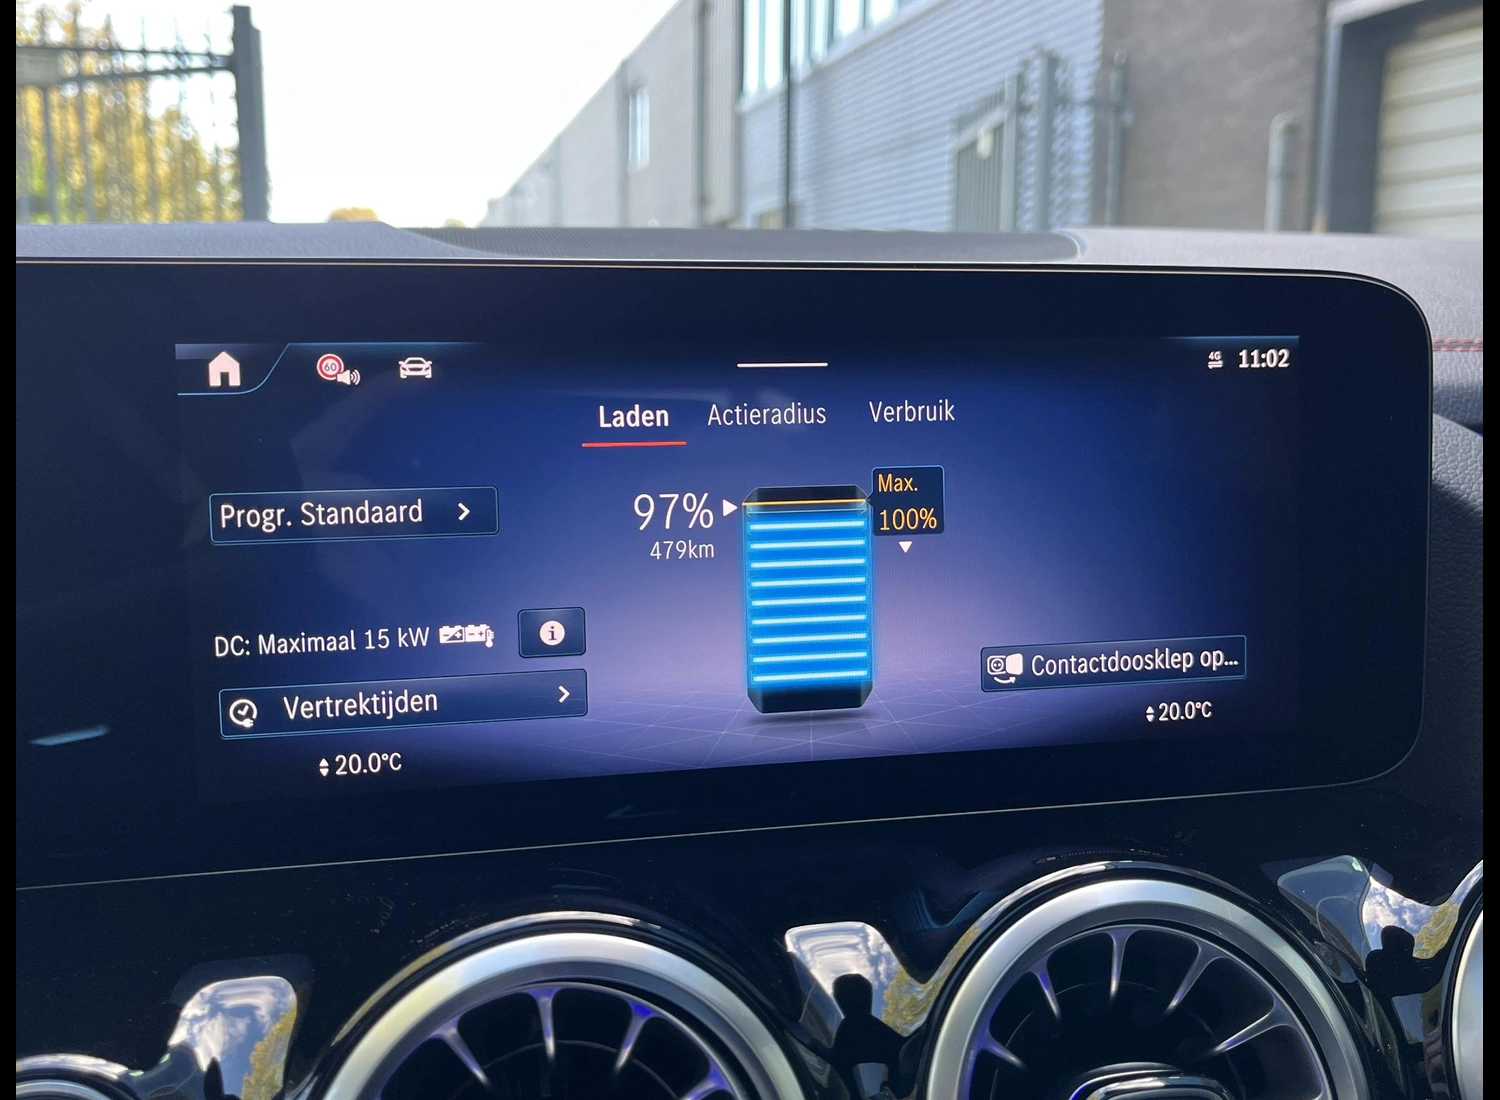 60
4G
11:02
Laden
Actieradius
Verbruik
Progr. Standaard
97%
479km
Max.
100%
DC: Maximaal 15 kW
i
Vertrektijden
Contactdoosklep op...
20.0°C
20.0°C